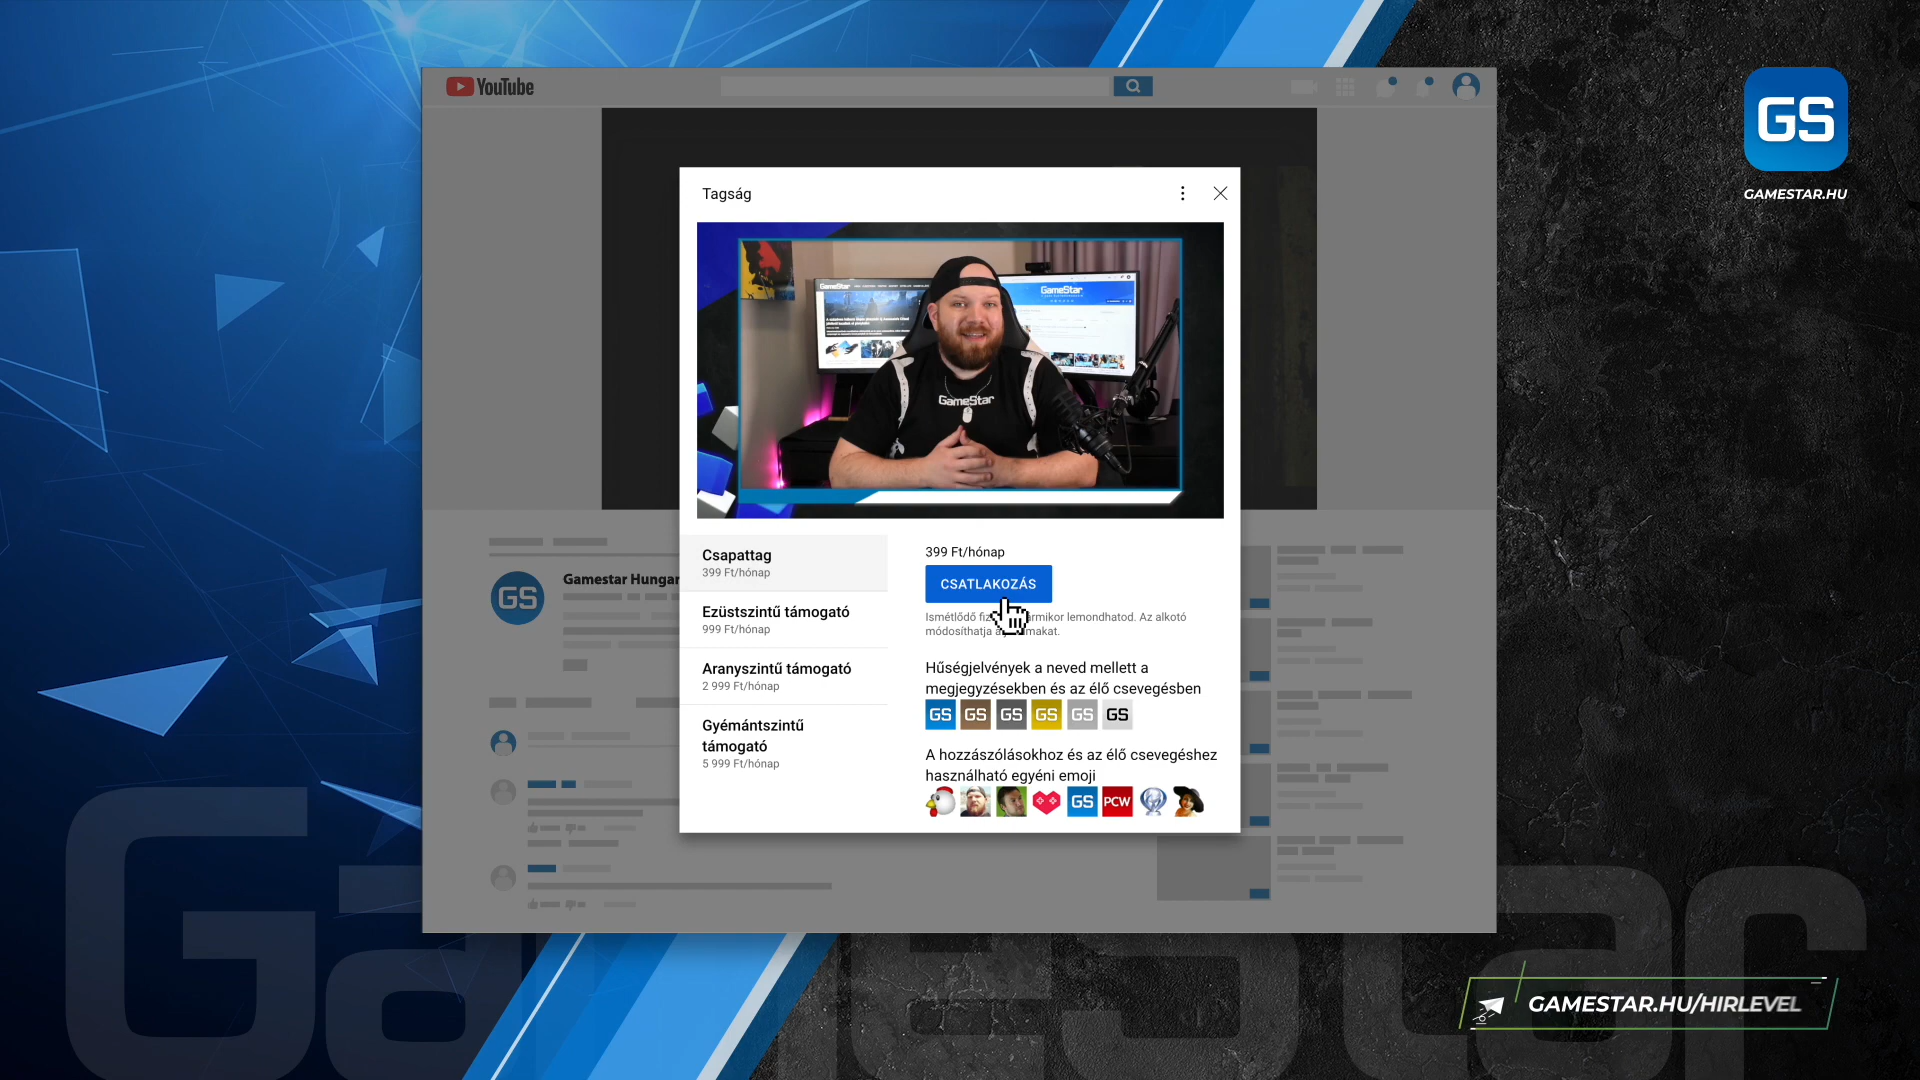 YouTube
GS
GAMESTAR.HU
Tagság
GameStar
GameStar
GameStar
Csapattag
399 Ft/hónap
Ezüstszintű támogató
999 Ft/hónap
Aranyszintű támogató
2 999 Ft/hónap
Gyémántszintű
támogató
5 999 Ft/hónap
399 Ft/hónap
CSATLAKOZÁS
Ismétlődő lemondhatod. Az alkotó
módosíthatja
Hűségjelvények a neved mellett a
megjegyzésekben és az élő csevegésben
GS GS GS GS GS GS
A hozzászólásokhoz és az élő csevegéshez
használható egyéni emoji
GS PCW
GS
Gamestar Hungar
GameStar
GAMESTAR.HU/HIRLEVEL